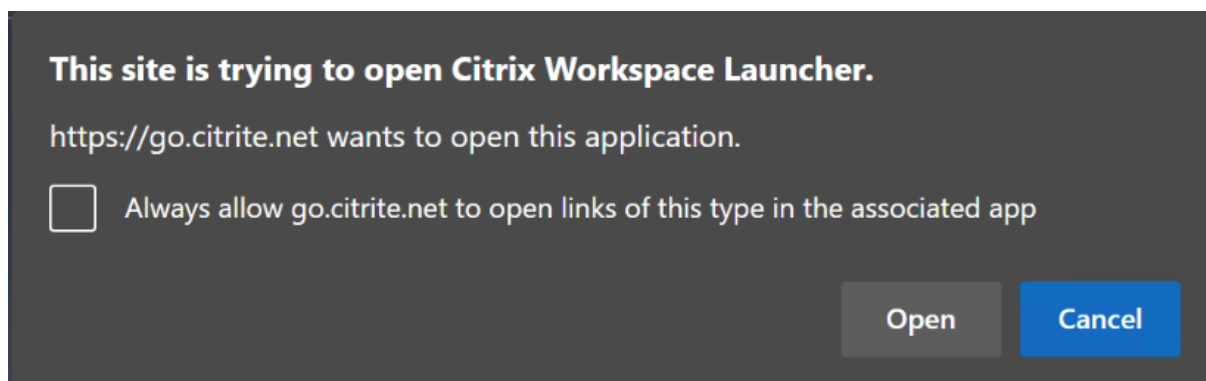 This site is trying to open Citrix Workspace Launcher.
https://go.citrite.net wants to open this application.
Always allow go.citrite.net to open links of this type in the associated app
Open Cancel